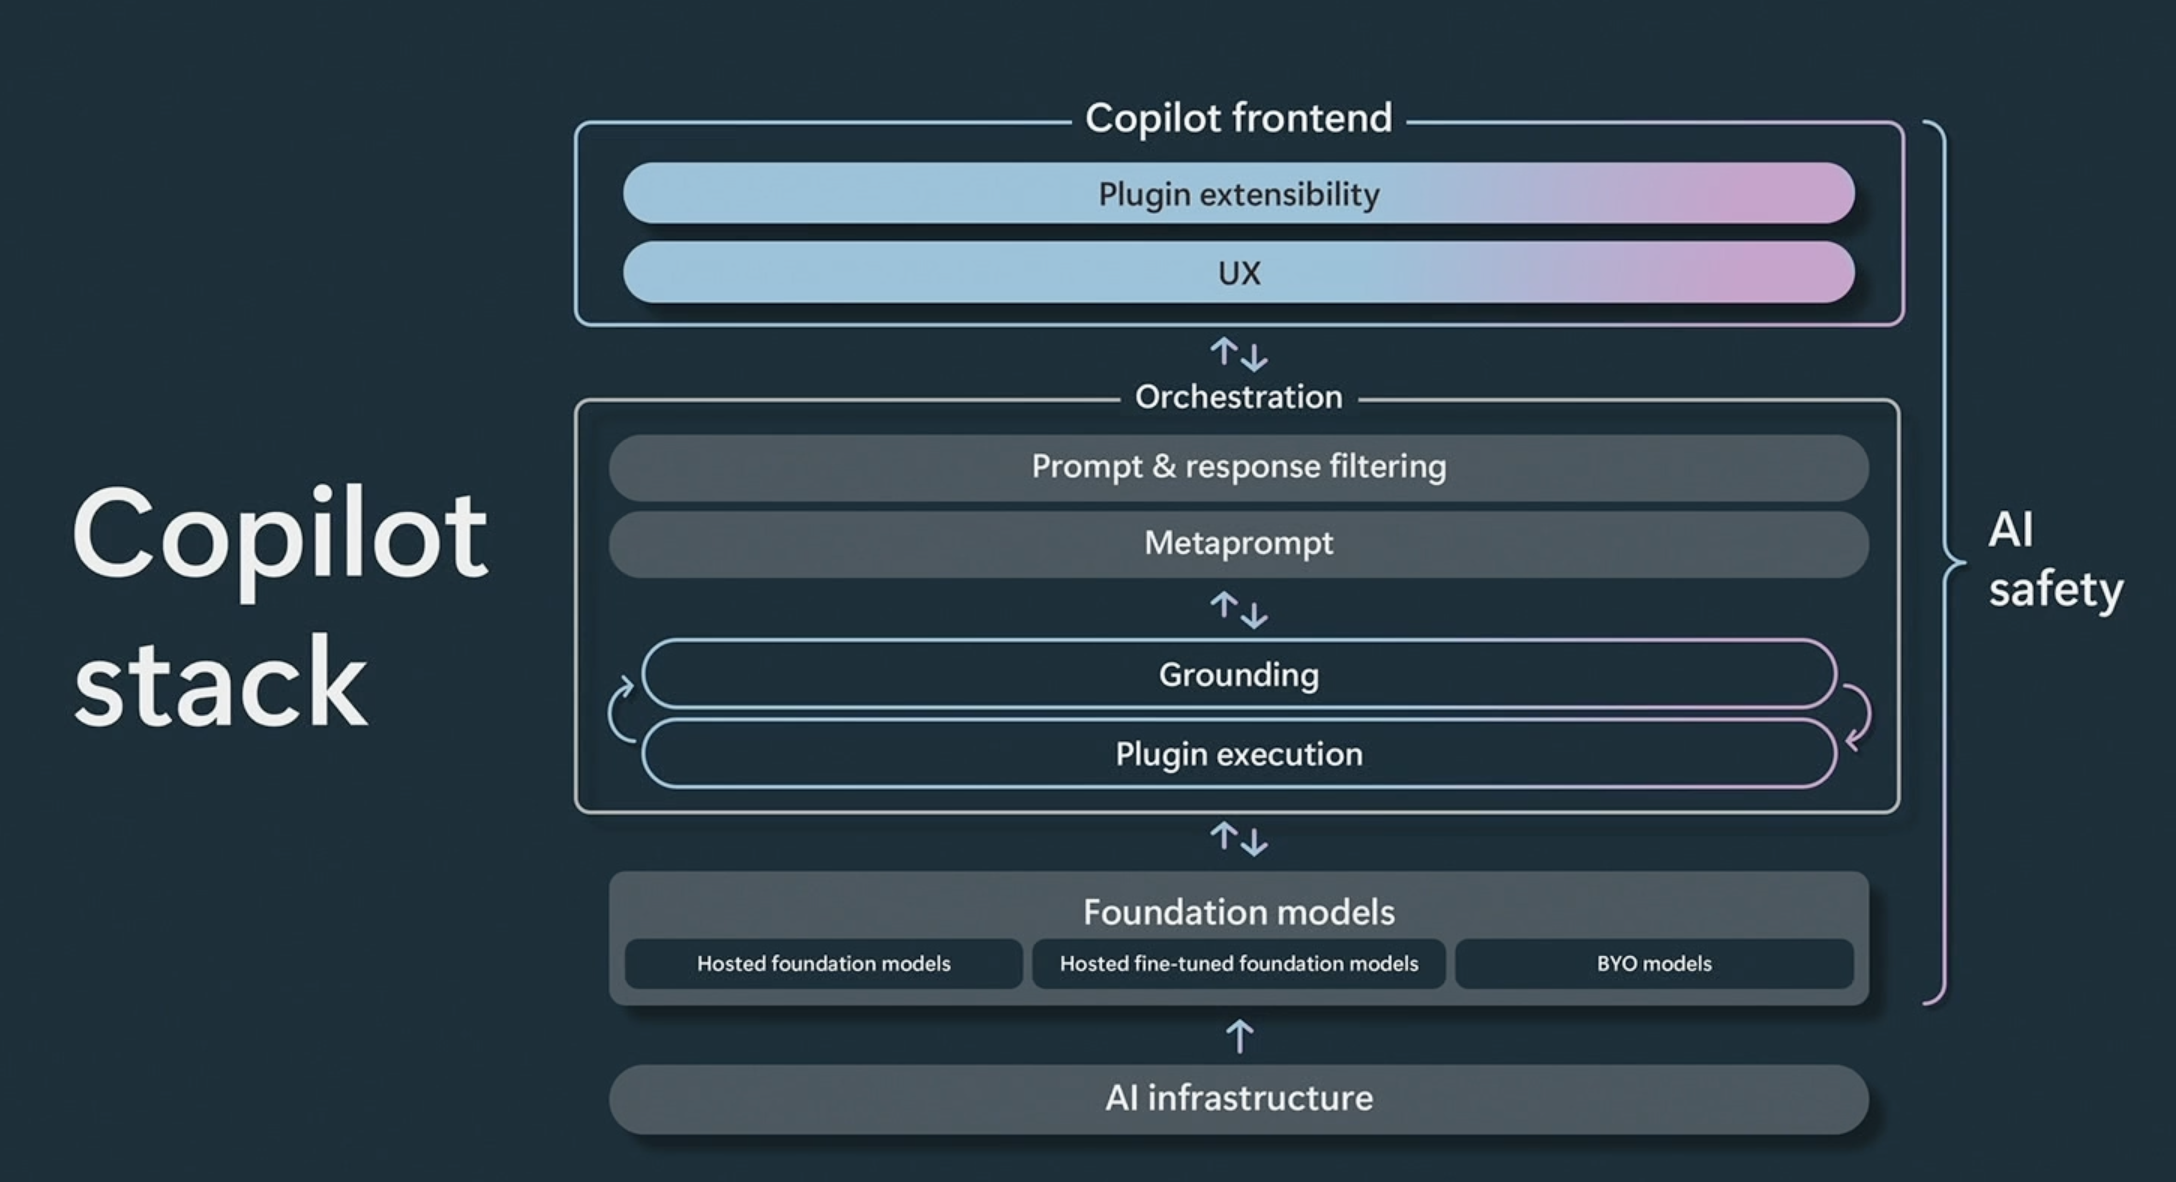 Copilot
stack
Copilot frontend
Plugin extensibility
UX
Orchestration
Prompt & response filtering
Metaprompt
Grounding
Plugin execution
Foundation models
Hosted foundation models
Hosted fine-tuned foundation models
BYO models
AI infrastructure
AI
safety